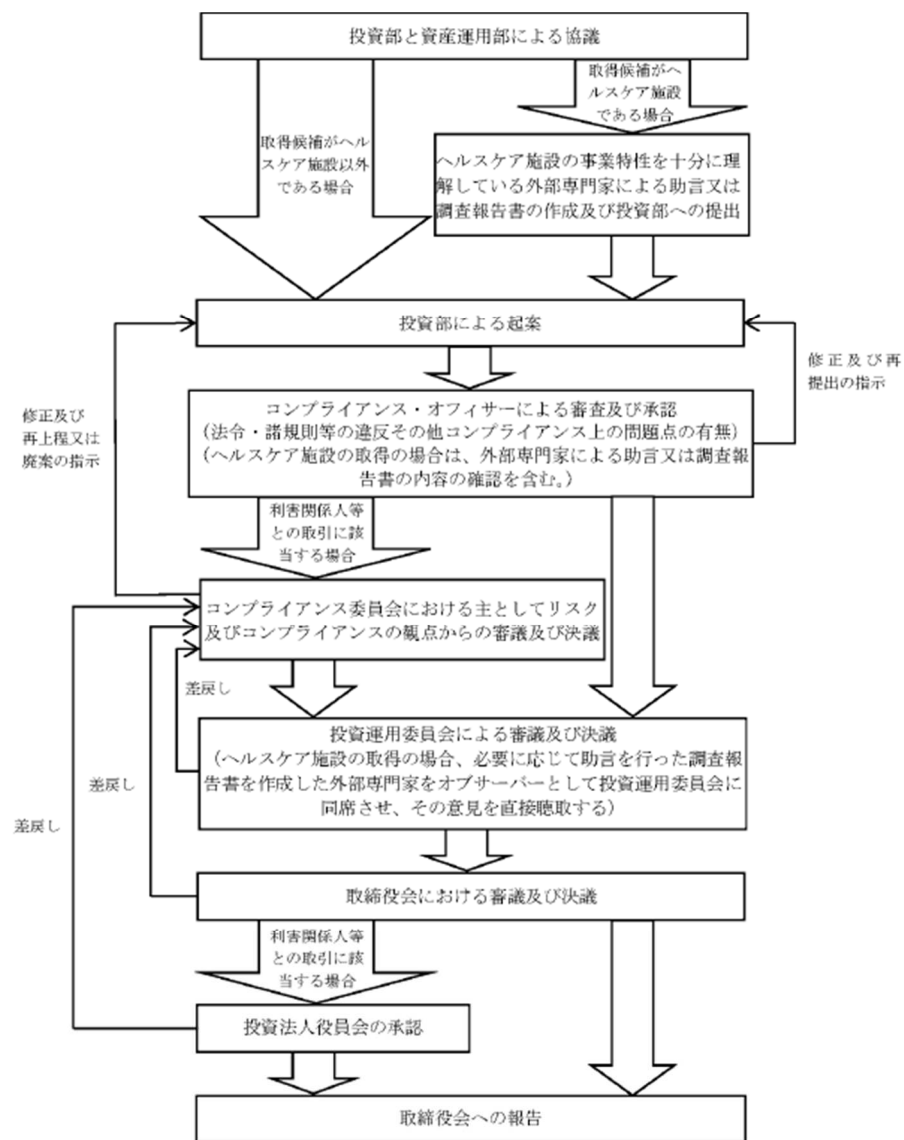 投資部と資産運用部による協議
取得候補がヘ
ルスケア施設
である場合
取得候補がヘル
スケア施設以外
である場合
ヘルスケア施設の事業特性を十分に理
解している外部専門家による助言又は
調査報告書の作成及び投資部への提出
投資部による起案
修正及び再
提出の指示
修正及び
再上程又は
廃案の指示
コンプライアンス・オフィサーによる審査及び承認
(法令・諸規則等の違反その他コンプライアンス上の問題点の有無)
(ヘルスケア施設の取得の場合は、外部専門家による助言又は調査報
告書の内容の確認を含む。)
利害関係人等
との取引に該
当する場合
コンプライアンス委員会における主としてリスク
及びコンプライアンスの観点からの審議及び決議
差戻し
投資運用委員会による審議及び決議
(ヘルスケア施設の取得の場合、必要に応じて助言を行った調査報
告書を作成した外部専門家をオブサーバーとして投資運用委員会に
同席させ、その意見を直接聴取する)
差戻し
差戻し
取締役会における審議及び決議
利害関係人等
との取引に該
当する場合
投資法人役員会の承認
取締役会への報告